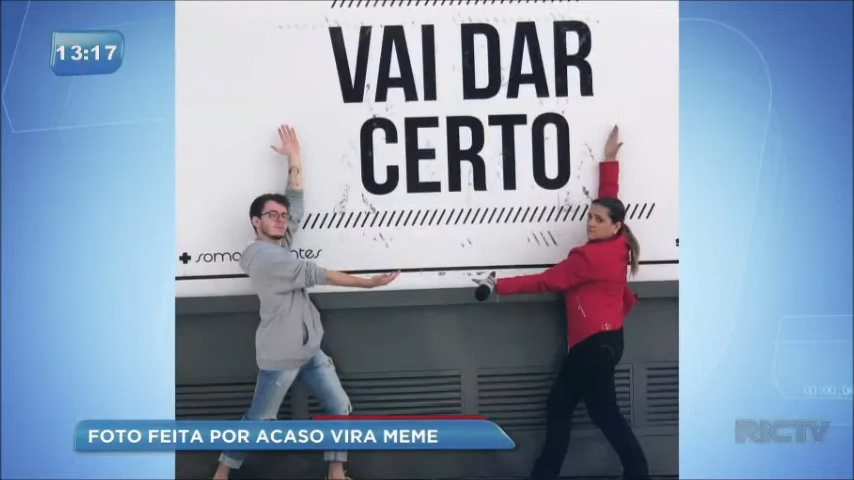 13:17
VAI DAR
CERTO
FOTO FEITA POR ACASO VIRA MEME
RICTV